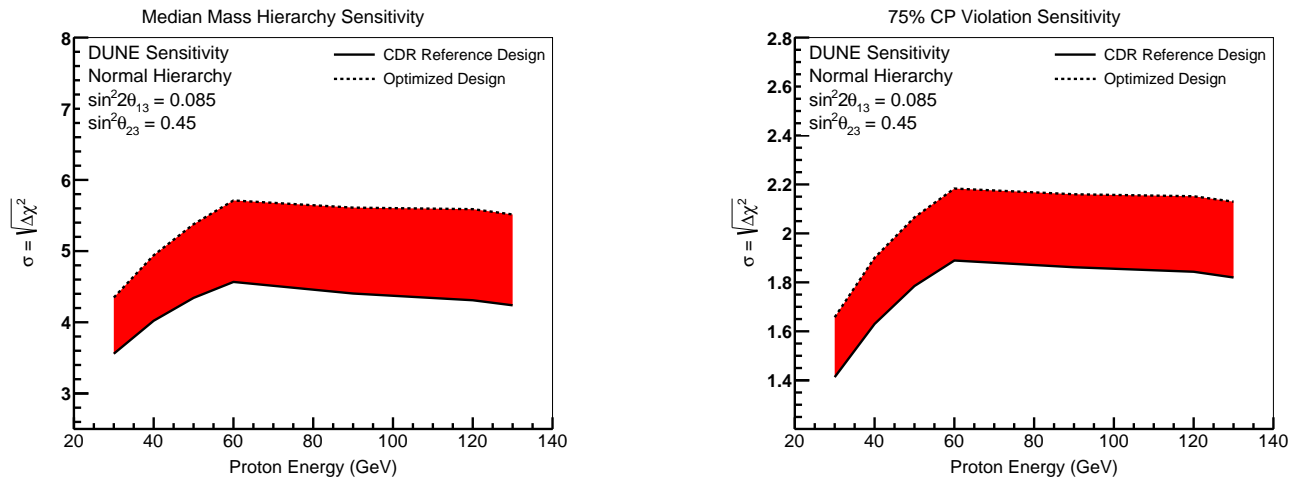 Median Mass Hierarchy Sensitivity
8
7
6
5
4
3
σ = √Δχ²
DUNE Sensitivity
Normal Hierarchy
sin²2θ₁₃ = 0.085
sin²θ₂₃ = 0.45
CDR Reference Design
Optimized Design
20 40 60 80 100 120 140
Proton Energy (GeV)
75% CP Violation Sensitivity
2.8
2.6
2.4
2.2
2
1.8
1.6
1.4
σ = √Δχ²
DUNE Sensitivity
Normal Hierarchy
sin²2θ₁₃ = 0.085
sin²θ₂₃ = 0.45
CDR Reference Design
Optimized Design
20 40 60 80 100 120 140
Proton Energy (GeV)